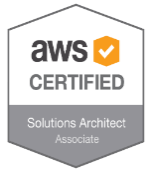 aws
CERTIFIED
Solutions Architect
Associate